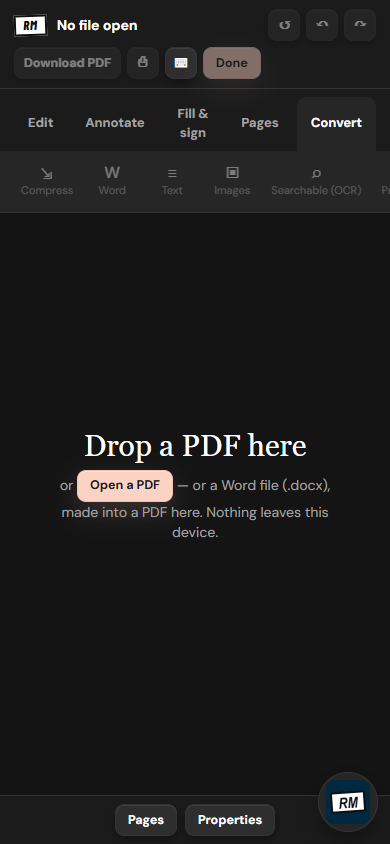 RM No file open
Download PDF Done
Edit Annotate Fill & sign Pages Convert
W
Compress Word Text Images Searchable (OCR)
Drop a PDF here
or Open a PDF — or a Word file (.docx),
made into a PDF here. Nothing leaves this
device.
RM
Pages Properties